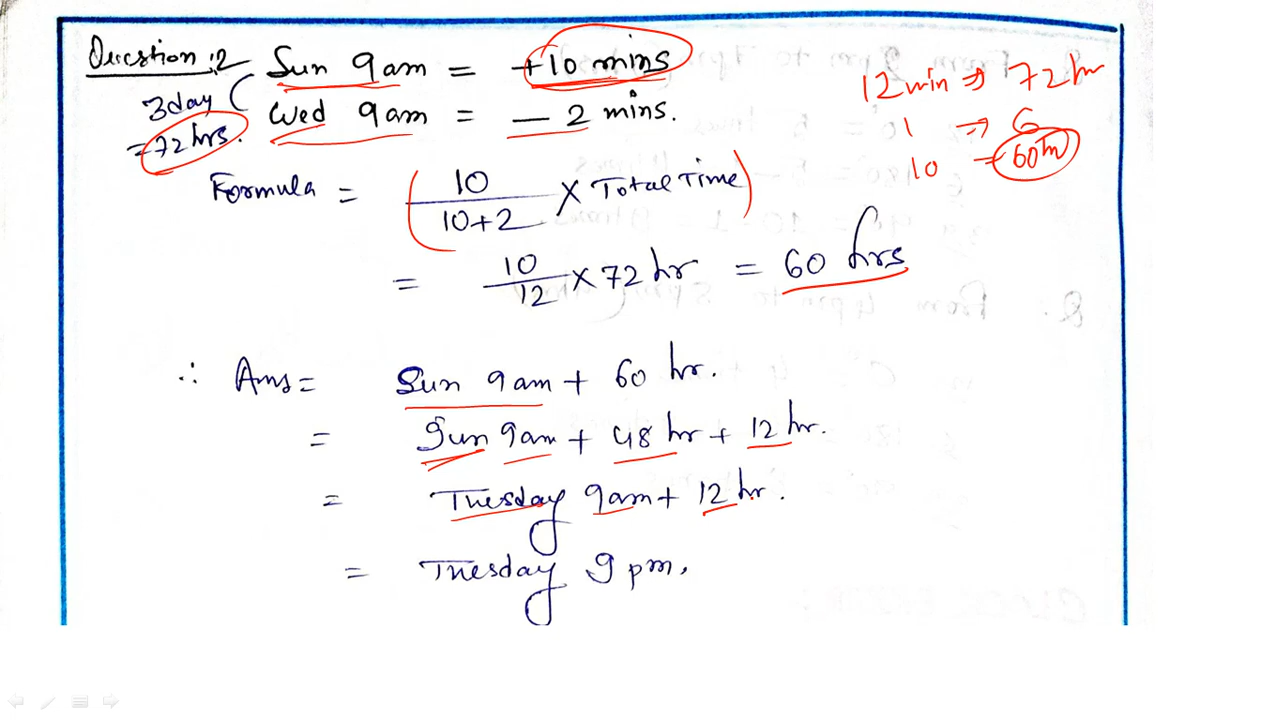 Question :2 Sun 9am = +10 mins
3day ( Wed 9am = - 2 mins.
= 72 hrs.
12 min ⇒ 72 hr
1 ⇒ 6
10 = 60 hr
Formula = ( 10 / 10+2 × Total Time )
= 10/12 × 72 hr = 60 hrs
∴ Ans = Sun 9am + 60 hr.
= Sun 9am + 48 hr + 12 hr.
= Tuesday 9am + 12 hr.
= Tuesday 9 pm.